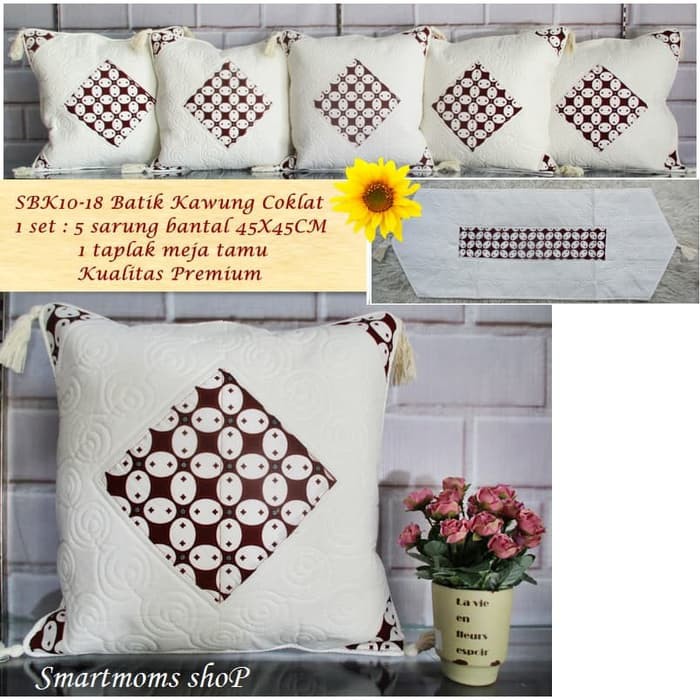 SBK10-18 Batik Kawung Coklat
1 set : 5 sarung bantal 45X45CM
1 taplak meja tamu
Kualitas Premium
La vie
en
fleurs
espoir
Smartmoms shoP